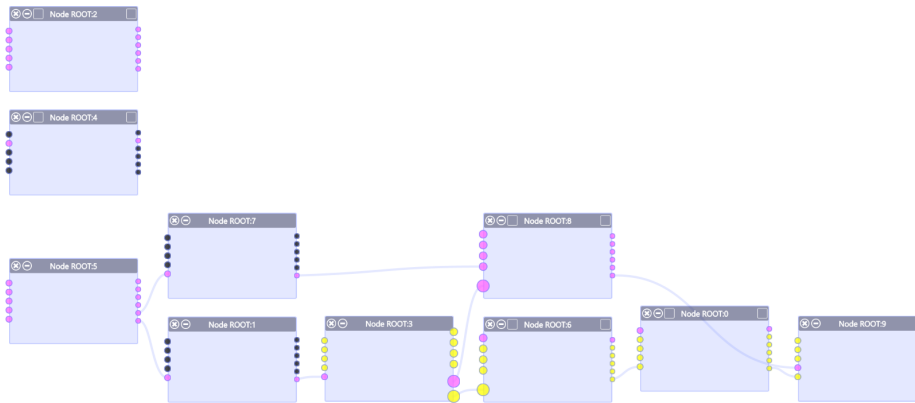 Node ROOT:2
Node ROOT:4
Node ROOT:7
Node ROOT:8
Node ROOT:5
Node ROOT:0
Node ROOT:1
Node ROOT:3
Node ROOT:6
Node ROOT:9